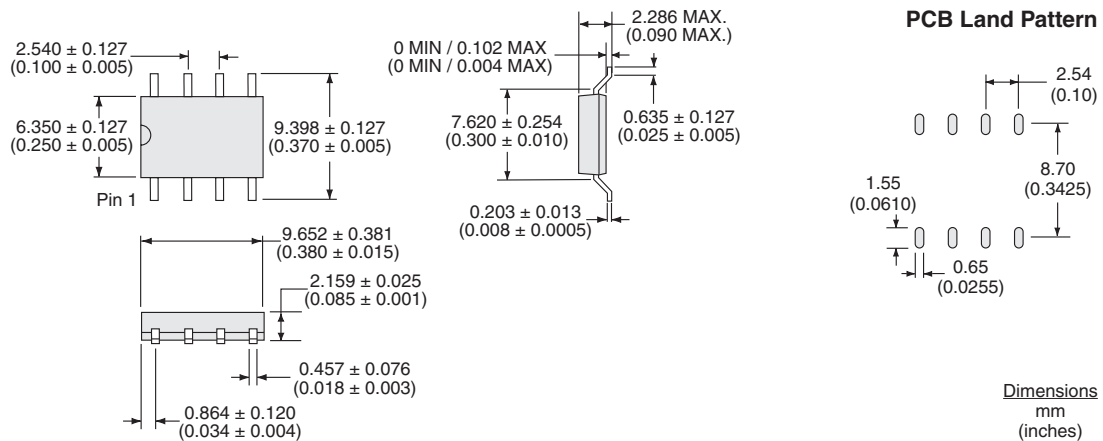 2.540 ± 0.127
(0.100 ± 0.005)
6.350 ± 0.127
(0.250 ± 0.005)
9.398 ± 0.127
(0.370 ± 0.005)
Pin 1
9.652 ± 0.381
(0.380 ± 0.015)
2.159 ± 0.025
(0.085 ± 0.001)
0.457 ± 0.076
(0.018 ± 0.003)
0.864 ± 0.120
(0.034 ± 0.004)
2.286 MAX.
(0.090 MAX.)
0 MIN / 0.102 MAX
(0 MIN / 0.004 MAX)
7.620 ± 0.254
(0.300 ± 0.010)
0.635 ± 0.127
(0.025 ± 0.005)
0.203 ± 0.013
(0.008 ± 0.0005)
PCB Land Pattern
2.54
(0.10)
8.70
(0.3425)
1.55
(0.0610)
0.65
(0.0255)
Dimensions
mm
(inches)